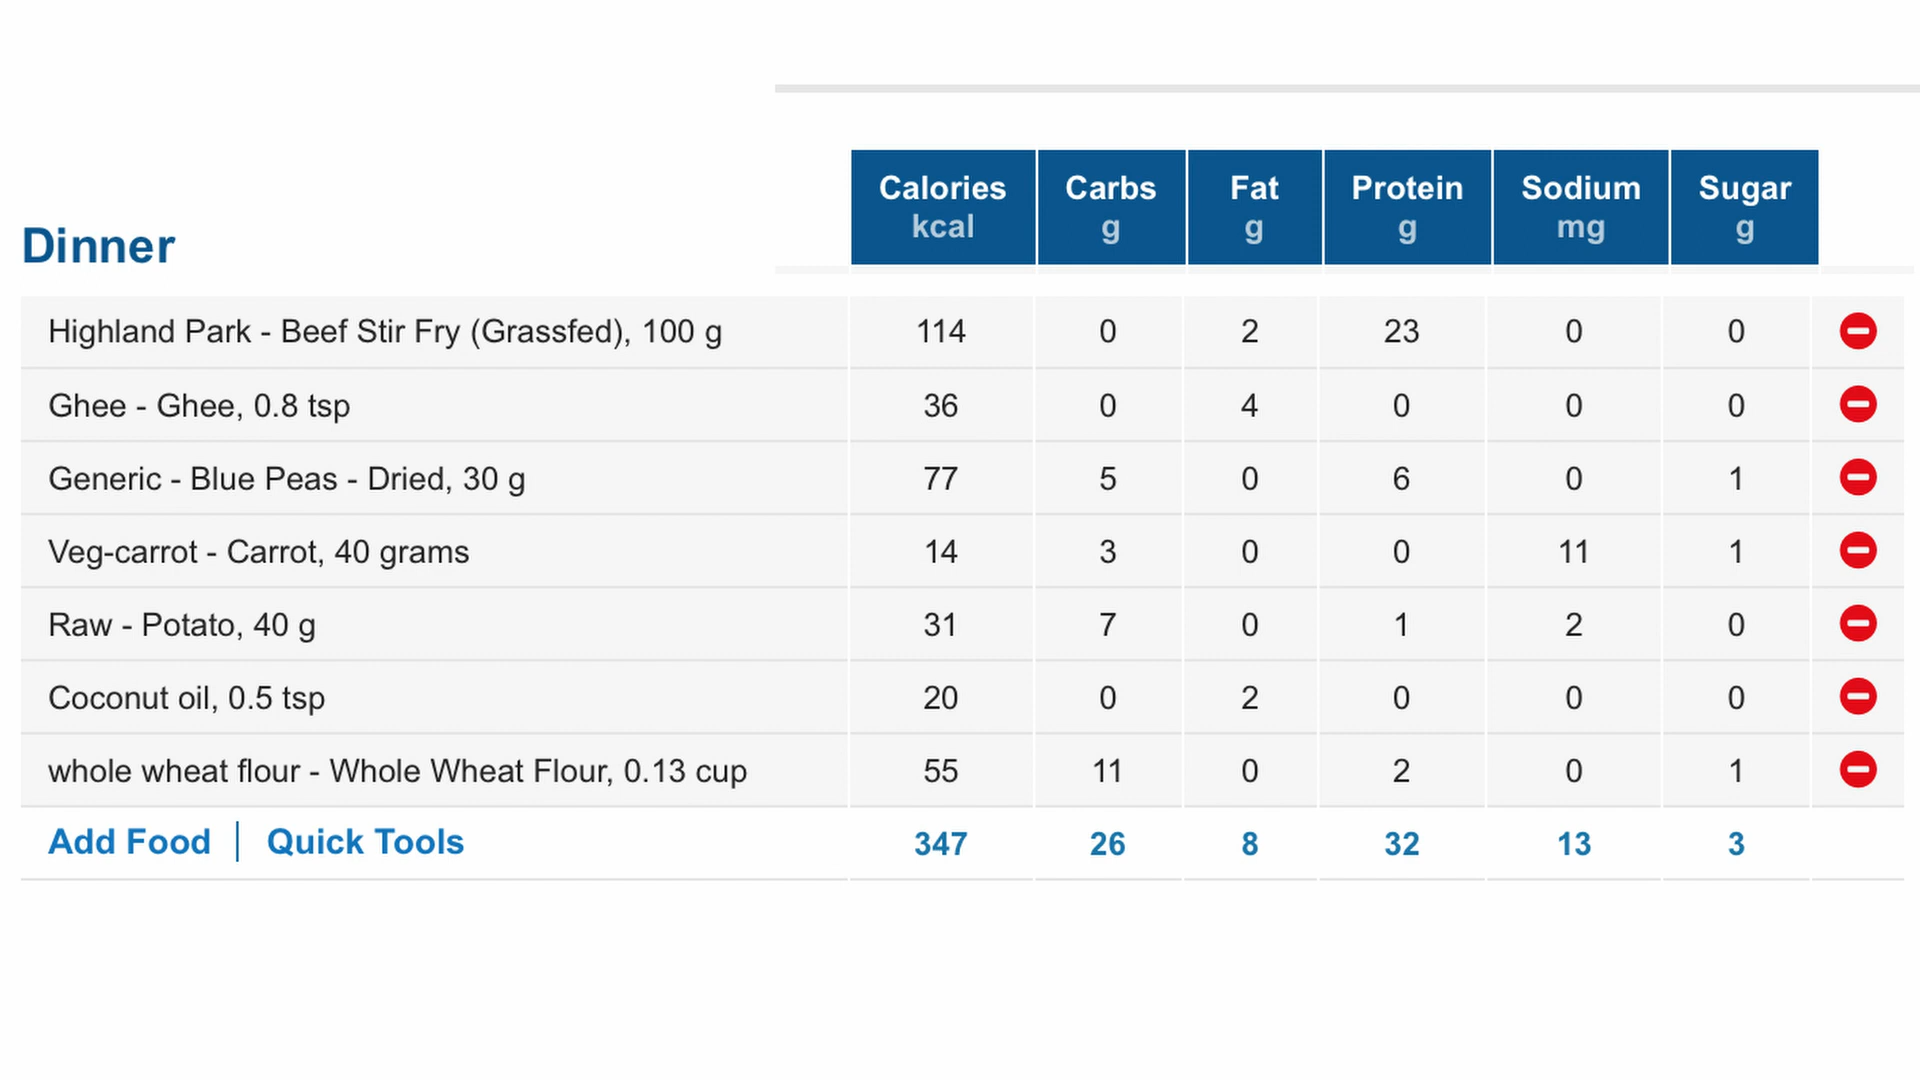 Calories Carbs Fat Protein Sodium Sugar
kcal g g g mg g
Dinner
Highland Park - Beef Stir Fry (Grassfed), 100 g 114 0 2 23 0 0
Ghee - Ghee, 0.8 tsp 36 0 4 0 0 0
Generic - Blue Peas - Dried, 30 g 77 5 0 6 0 1
Veg-carrot - Carrot, 40 grams 14 3 0 0 11 1
Raw - Potato, 40 g 31 7 0 1 2 0
Coconut oil, 0.5 tsp 20 0 2 0 0 0
whole wheat flour - Whole Wheat Flour, 0.13 cup 55 11 0 2 0 1
Add Food | Quick Tools 347 26 8 32 13 3